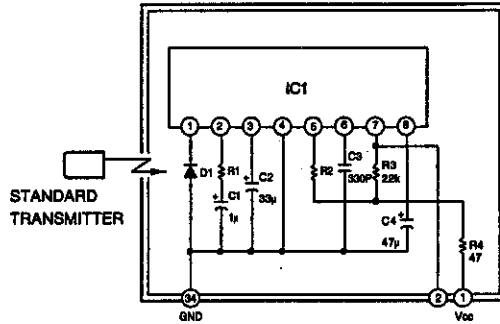 IC1
1 2 3 4 5 6 7 8
D1 R1 C2 R2 C3 R3
33μ 330P 22k
C1
1μ
STANDARD
TRANSMITTER
C4
47μ
R4
47
34 2 1
GND Vcc